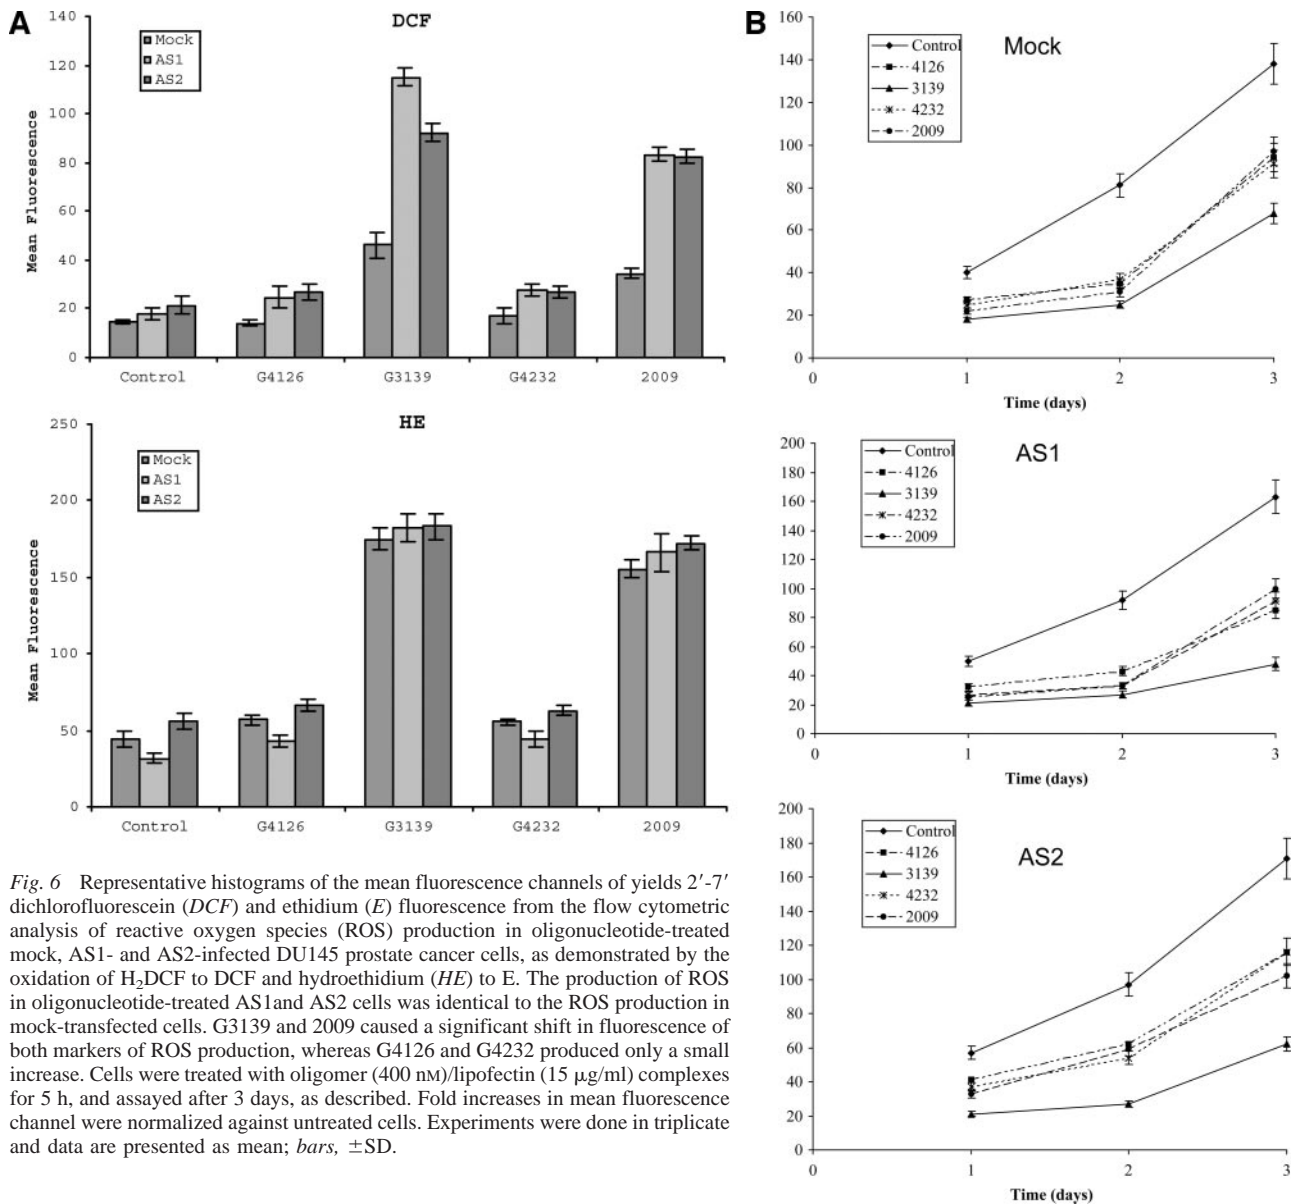 A
DCF
Mock
AS1
AS2
Mean Fluorescence
140
120
100
80
60
40
20
0
Control G4126 G3139 G4232 2009
HE
Mock
AS1
AS2
Mean Fluorescence
250
200
150
100
50
0
Control G4126 G3139 G4232 2009
Fig. 6 Representative histograms of the mean fluorescence channels of yields 2′-7′
dichlorofluorescein (DCF) and ethidium (E) fluorescence from the flow cytometric
analysis of reactive oxygen species (ROS) production in oligonucleotide-treated
mock, AS1- and AS2-infected DU145 prostate cancer cells, as demonstrated by the
oxidation of H₂DCF to DCF and hydroethidium (HE) to E. The production of ROS
in oligonucleotide-treated AS1and AS2 cells was identical to the ROS production in
mock-transfected cells. G3139 and 2009 caused a significant shift in fluorescence of
both markers of ROS production, whereas G4126 and G4232 produced only a small
increase. Cells were treated with oligomer (400 nM)/lipofectin (15 μg/ml) complexes
for 5 h, and assayed after 3 days, as described. Fold increases in mean fluorescence
channel were normalized against untreated cells. Experiments were done in triplicate
and data are presented as mean; bars, ±SD.
B
Mock
Control
4126
3139
4232
2009
160
140
120
100
80
60
40
20
0
0 1 2 3
Time (days)
AS1
Control
4126
3139
4232
2009
200
180
160
140
120
100
80
60
40
20
0
0 1 2 3
Time (days)
AS2
Control
4126
3139
4232
2009
200
180
160
140
120
100
80
60
40
20
0
0 1 2 3
Time (days)